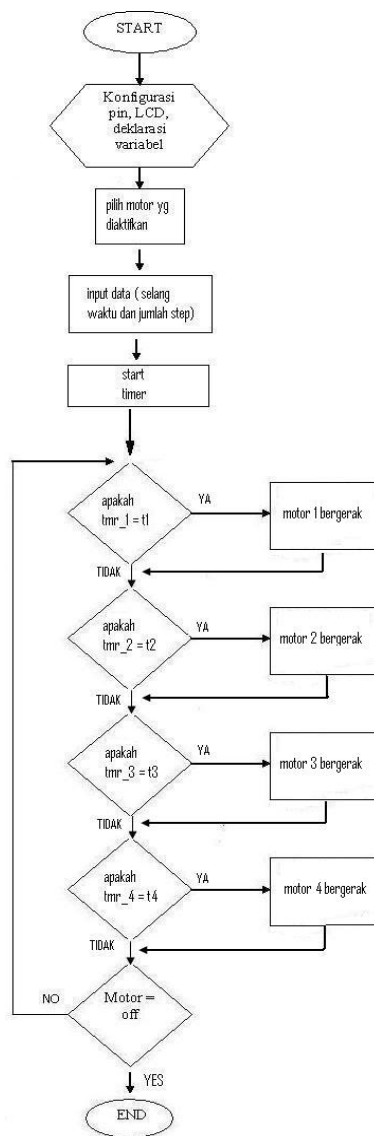 START
Konfigurasi
pin, LCD,
deklarasi
variabel
pilih motor yg
diaktifkan
input data ( selang
waktu dan jumlah step)
start
timer
apakah
tmr_1 = t1
YA
motor 1 bergerak
TIDAK
apakah
tmr_2 = t2
YA
motor 2 bergerak
TIDAK
apakah
tmr_3 = t3
YA
motor 3 bergerak
TIDAK
apakah
tmr_4 = t4
YA
motor 4 bergerak
TIDAK
Motor =
off
NO
YES
END